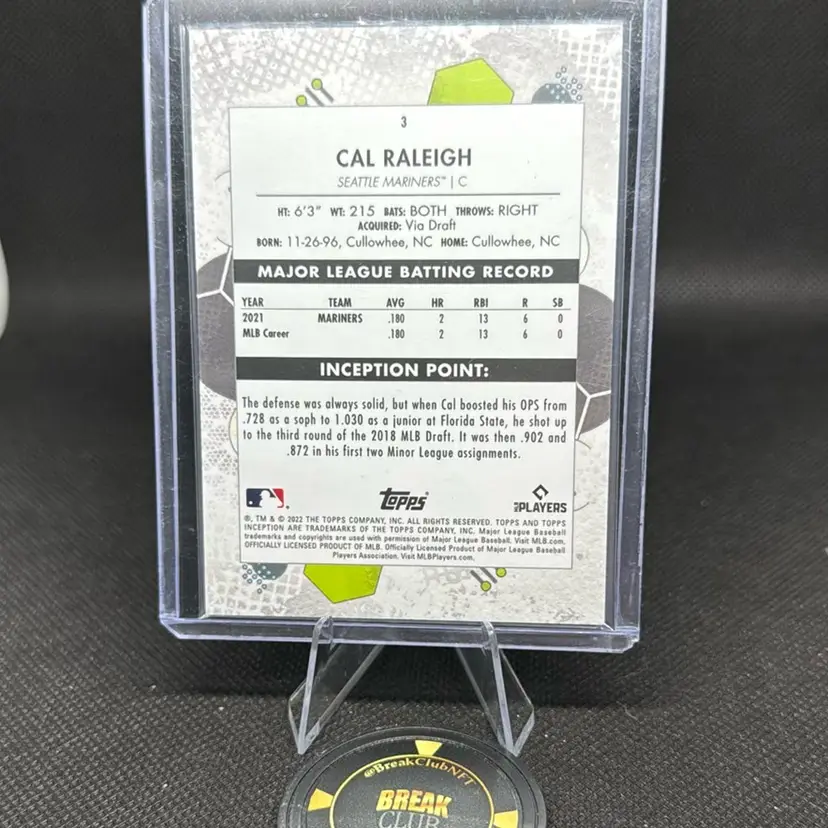 3
CAL RALEIGH
SEATTLE MARINERS™ | C
HT: 6'3" WT: 215 BATS: BOTH THROWS: RIGHT
ACQUIRED: Via Draft
BORN: 11-26-96, Cullowhee, NC HOME: Cullowhee, NC
MAJOR LEAGUE BATTING RECORD
YEAR TEAM AVG HR RBI R SB
2021 MARINERS .180 2 13 6 0
MLB Career .180 2 13 6 0
INCEPTION POINT:
The defense was always solid, but when Cal boosted his OPS from
.728 as a soph to 1.030 as a junior at Florida State, he shot up
to the third round of the 2018 MLB Draft. It was then .902 and
.872 in his first two Minor League assignments.
topps®
MLB PLAYERS
®, TM & © 2022 THE TOPPS COMPANY, INC. ALL RIGHTS RESERVED. TOPPS AND TOPPS
INCEPTION ARE TRADEMARKS OF THE TOPPS COMPANY, INC. Major League Baseball
trademarks and copyrights are used with permission of Major League Baseball. Visit MLB.com.
OFFICIALLY LICENSED PRODUCT OF MLB. Officially Licensed Product of Major League Baseball
Players Association. Visit MLBPlayers.com.
@BreakClubNFT
BREAK
CLUB